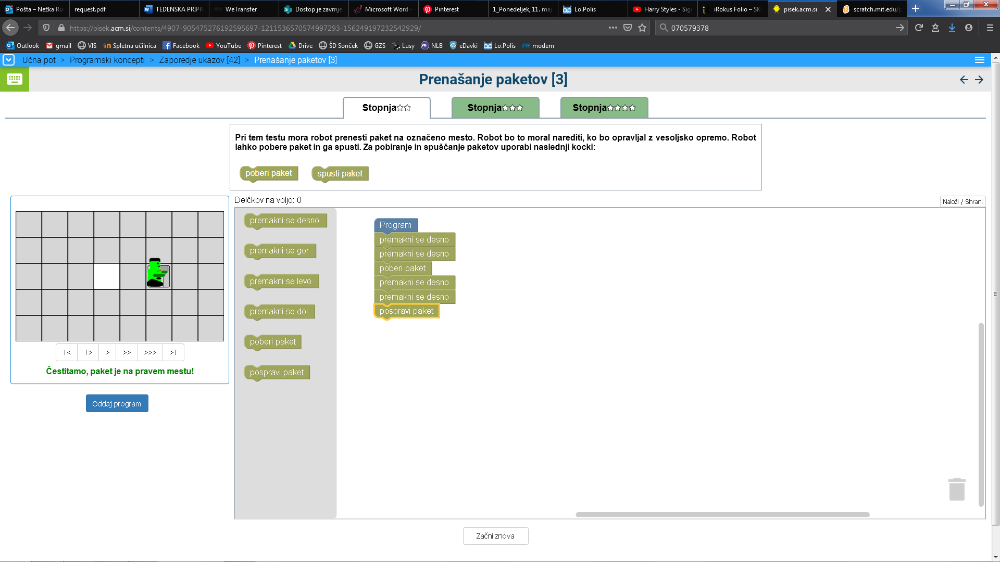 Pošta – Nežka Ru
request.pdf
TEDENSKA PRIPR
WeTransfer
Dostop je zavrnje
Microsoft Word -
Pinterest
1_Ponedeljek, 11. maj
Lo.Polis
Harry Styles - Sign
iRokus Folio – SK
pisek.acm.si
scratch.mit.edu/p
https://pisek.acm.si/contents/4907-905475276192595697-1211536570574997293-156249197232542929/
070579378
Outlook
gmail
VIS
Spletna učilnica
Facebook
YouTube
Pinterest
Drive
ŠD Sonček
GZS
Lusy
NLB
eDavki
Lo.Polis
ZTE modem
Učna pot > Programski koncepti > Zaporedje ukazov [42] > Prenašanje paketov [3]
Prenašanje paketov [3]
Stopnja
Stopnja
Stopnja
Pri tem testu mora robot prenesti paket na označeno mesto. Robot bo to moral narediti, ko bo opravljal z vesoljsko opremo. Robot
lahko pobere paket in ga spusti. Za pobiranje in spuščanje paketov uporabi naslednji kocki:
poberi paket
spusti paket
Delčkov na voljo: 0
Naloži / Shrani
premakni se desno
premakni se gor
premakni se levo
premakni se dol
poberi paket
pospravi paket
Program
premakni se desno
premakni se desno
poberi paket
premakni se desno
premakni se desno
pospravi paket
|< |> > >> >>> >|
Čestitamo, paket je na pravem mestu!
Oddaj program
Začni znova